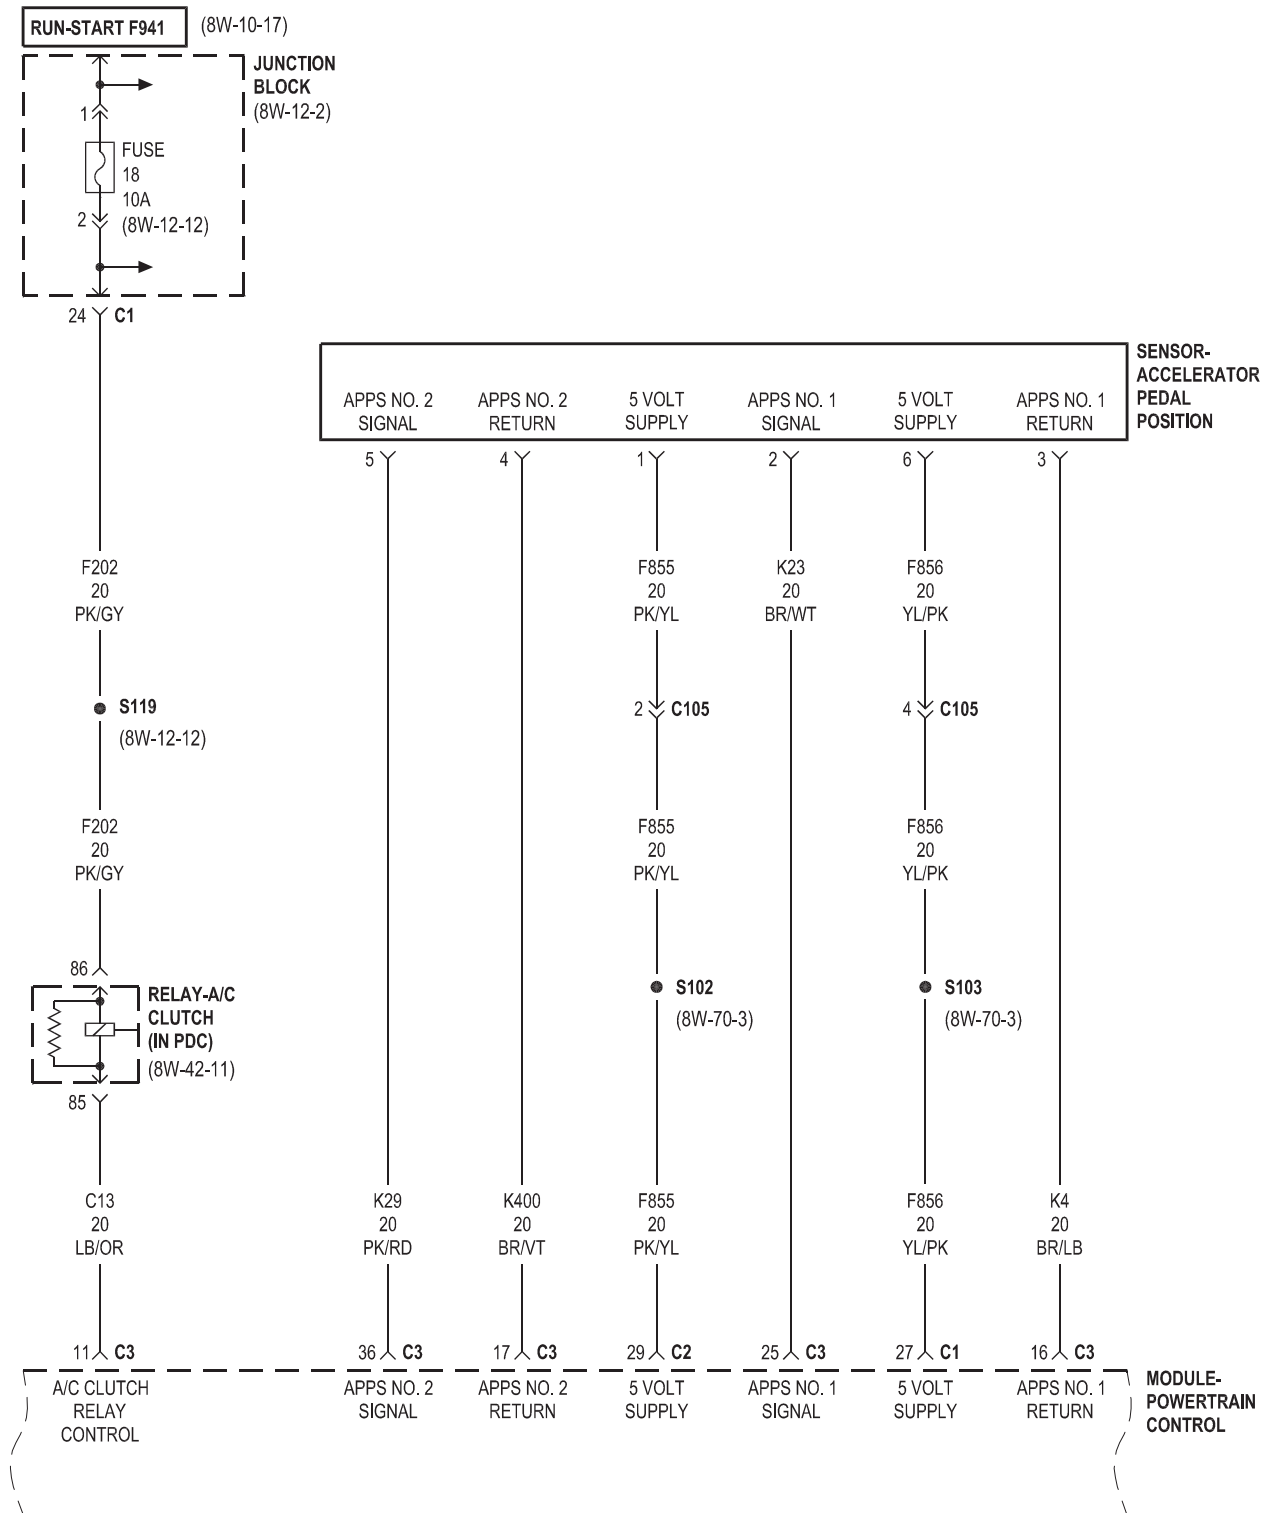 RUN-START F941 (8W-10-17)
JUNCTION
BLOCK
(8W-12-2)
1
FUSE
18
10A
2 (8W-12-12)
24 C1
SENSOR-
ACCELERATOR
PEDAL
POSITION
APPS NO. 2 APPS NO. 2 5 VOLT APPS NO. 1 5 VOLT APPS NO. 1
SIGNAL RETURN SUPPLY SIGNAL SUPPLY RETURN
5 4 1 2 6 3
F202 F855 K23 F856
20 20 20 20
PK/GY PK/YL BR/WT YL/PK
S119 2 C105 4 C105
(8W-12-12)
F202 F855 F856
20 20 20
PK/GY PK/YL YL/PK
86
RELAY-A/C
CLUTCH
(IN PDC)
(8W-42-11)
S102 S103
(8W-70-3) (8W-70-3)
85
C13 K29 K400 F855 F856 K4
20 20 20 20 20 20
LB/OR PK/RD BR/VT PK/YL YL/PK BR/LB
11 C3 36 C3 17 C3 29 C2 25 C3 27 C1 16 C3
A/C CLUTCH APPS NO. 2 APPS NO. 2 5 VOLT APPS NO. 1 5 VOLT APPS NO. 1
RELAY SIGNAL RETURN SUPPLY SIGNAL SUPPLY RETURN
CONTROL
MODULE-
POWERTRAIN
CONTROL